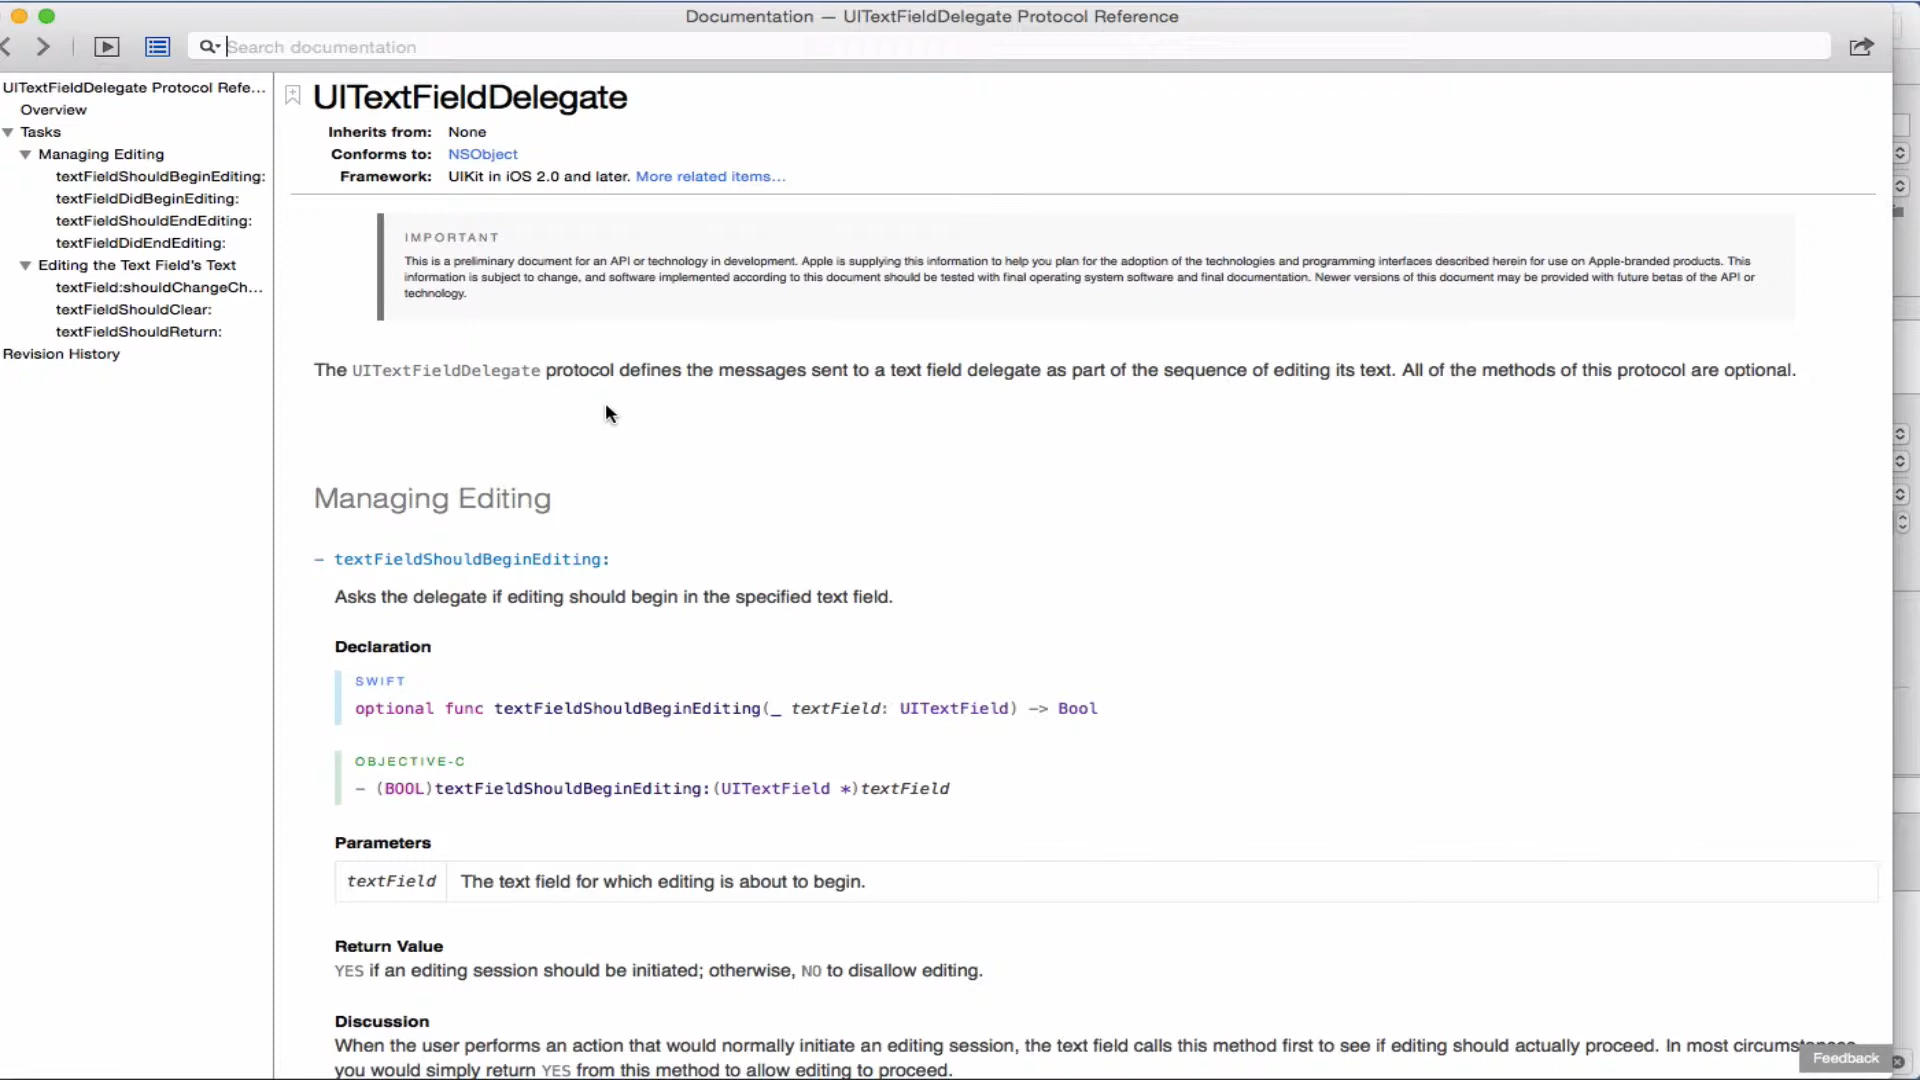 Documentation — UITextFieldDelegate Protocol Reference
Search documentation
UITextFieldDelegate Protocol Refe...
Overview
Tasks
Managing Editing
textFieldShouldBeginEditing:
textFieldDidBeginEditing:
textFieldShouldEndEditing:
textFieldDidEndEditing:
Editing the Text Field's Text
textField:shouldChangeCh...
textFieldShouldClear:
textFieldShouldReturn:
Revision History
UITextFieldDelegate
Inherits from: None
Conforms to: NSObject
Framework: UIKit in iOS 2.0 and later. More related items...
IMPORTANT
This is a preliminary document for an API or technology in development. Apple is supplying this information to help you plan for the adoption of the technologies and programming interfaces described herein for use on Apple-branded products. This
information is subject to change, and software implemented according to this document should be tested with final operating system software and final documentation. Newer versions of this document may be provided with future betas of the API or
technology.
The UITextFieldDelegate protocol defines the messages sent to a text field delegate as part of the sequence of editing its text. All of the methods of this protocol are optional.
Managing Editing
– textFieldShouldBeginEditing:
Asks the delegate if editing should begin in the specified text field.
Declaration
SWIFT
optional func textFieldShouldBeginEditing(_ textField: UITextField) -> Bool
OBJECTIVE-C
– (BOOL)textFieldShouldBeginEditing:(UITextField *)textField
Parameters
textField The text field for which editing is about to begin.
Return Value
YES if an editing session should be initiated; otherwise, NO to disallow editing.
Discussion
When the user performs an action that would normally initiate an editing session, the text field calls this method first to see if editing should actually proceed. In most circumstances,
you would simply return YES from this method to allow editing to proceed.
Feedback